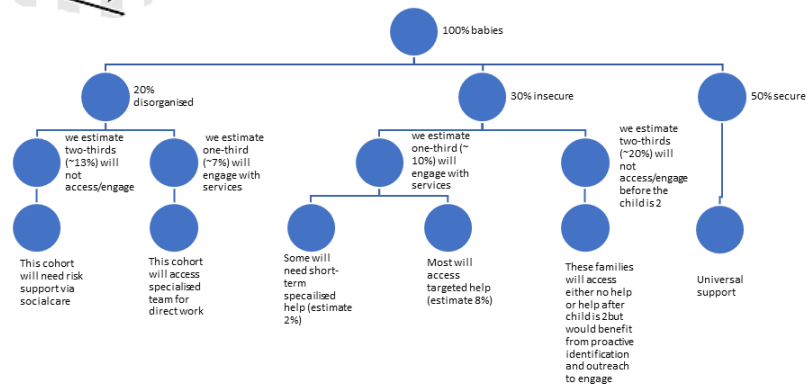 100% babies
20%
disorganised
30% insecure
50% secure
we estimate
two-thirds
(~13%) will
not
access/engage
we estimate
one-third
(~7%) will
engage with
services
we estimate
one-third (~
10%) will
engage with
services
we estimate
two-thirds
(~20%) will
not
access/engage
before the
child is 2
This cohort
will need risk
support via
socialcare
This cohort
will access
specialised
team for
direct work
Some will
need short-
term
specailised
help (estimate
2%)
Most will
access
targeted help
(estimate 8%)
These families
will access
either no help
or help after
child is 2 but
would benefit
from proactive
identification
and outreach
to engage
Universal
support